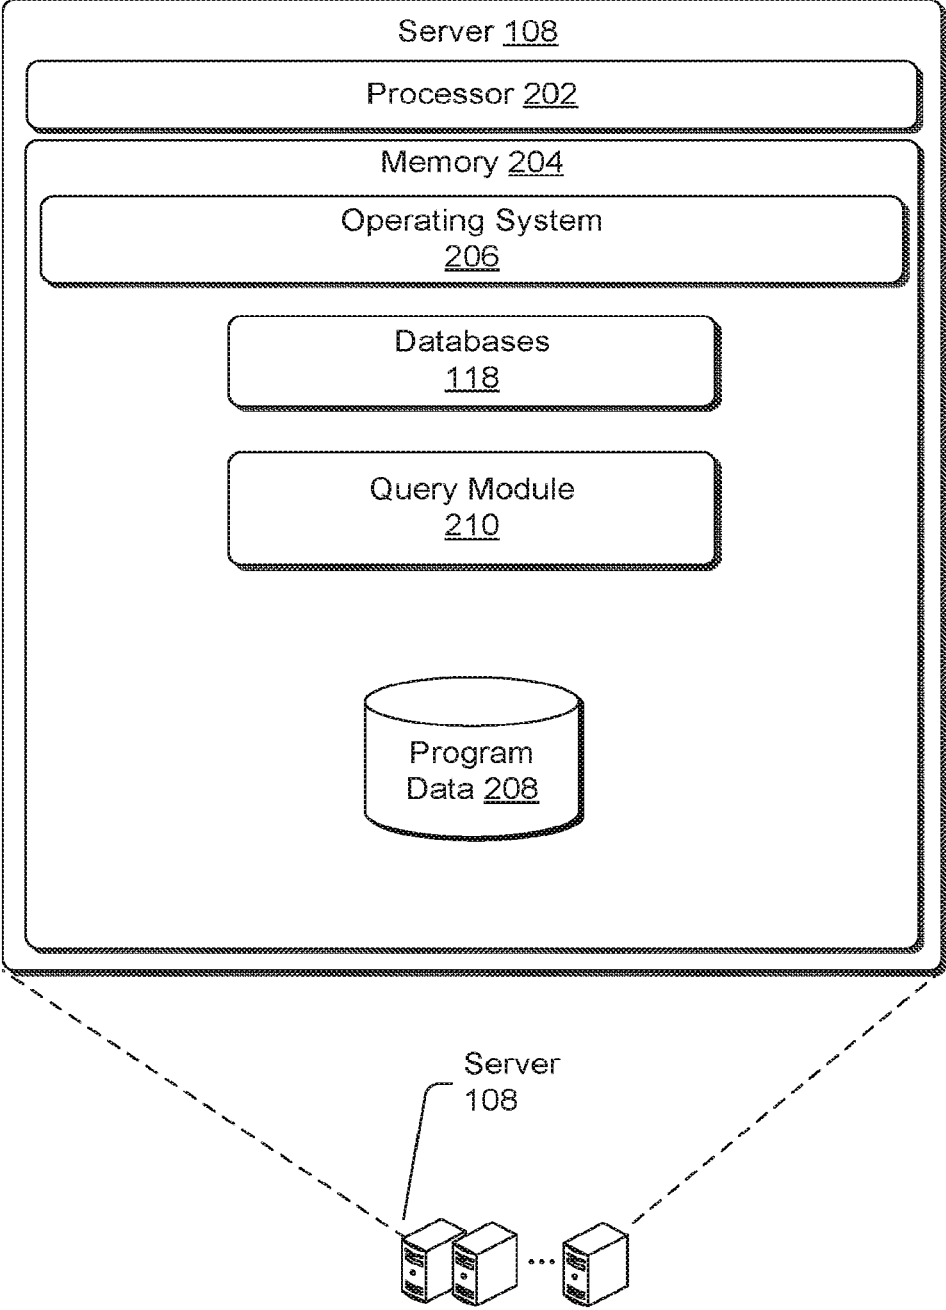 Server 108
Processor 202
Memory 204
Operating System
206
Databases
118
Query Module
210
Program
Data 208
Server
108